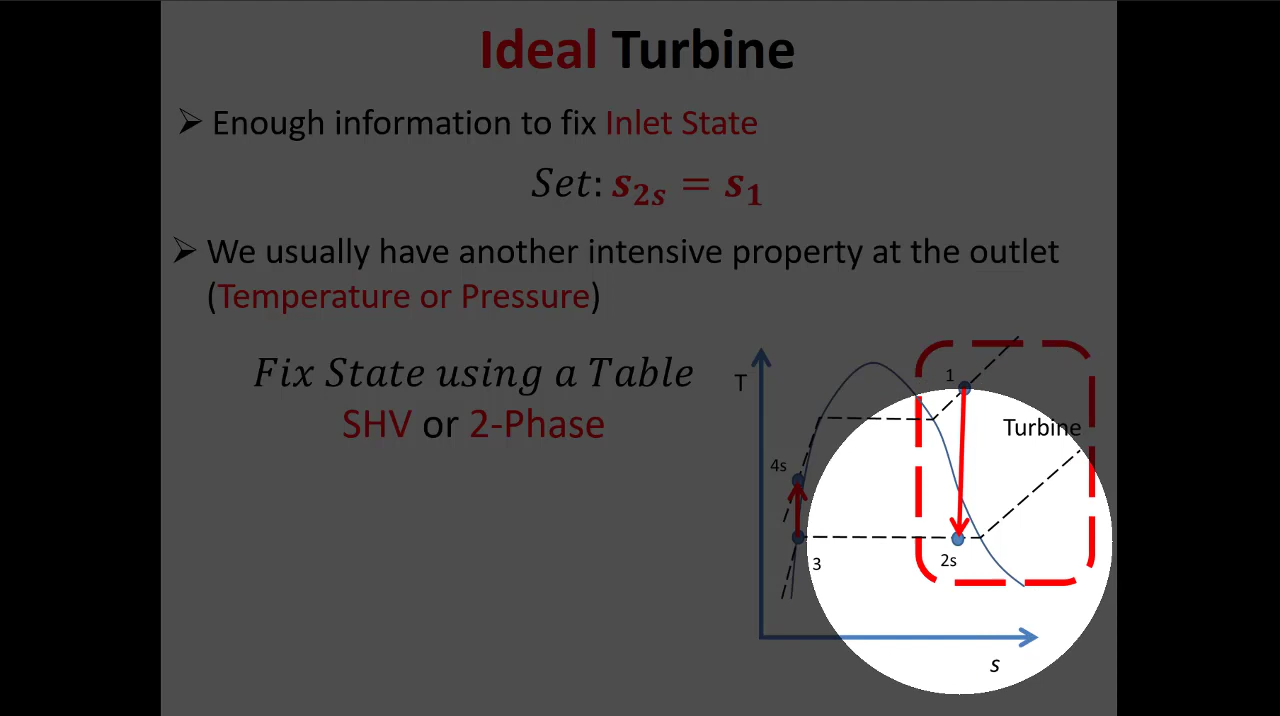 Ideal Turbine
➢ Enough information to fix Inlet State
Set: s₂ₛ = s₁
➢ We usually have another intensive property at the outlet
(Temperature or Pressure)
Fix State using a Table
SHV or 2-Phase
T
1
Turbine
4s
3
2s
s